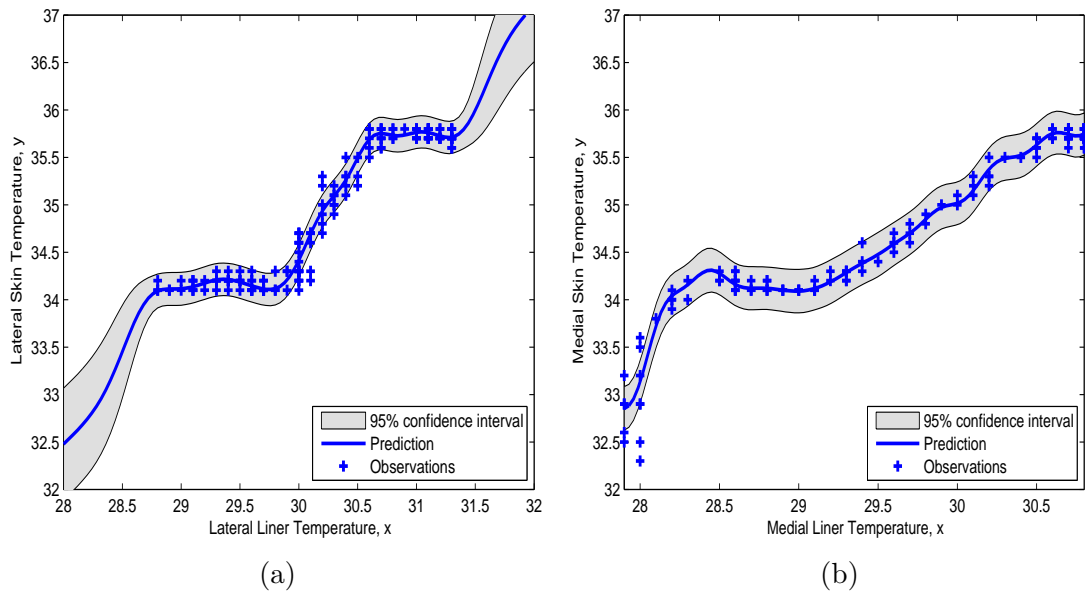 37
36.5
36
35.5
35
34.5
34
33.5
33
32.5
32
28 28.5 29 29.5 30 30.5 31 31.5 32
Lateral Skin Temperature, y
Lateral Liner Temperature, x
95% confidence interval
Prediction
Observations
(a)
37
36.5
36
35.5
35
34.5
34
33.5
33
32.5
32
28 28.5 29 29.5 30 30.5
Medial Skin Temperature, y
Medial Liner Temperature, x
95% confidence interval
Prediction
Observations
(b)